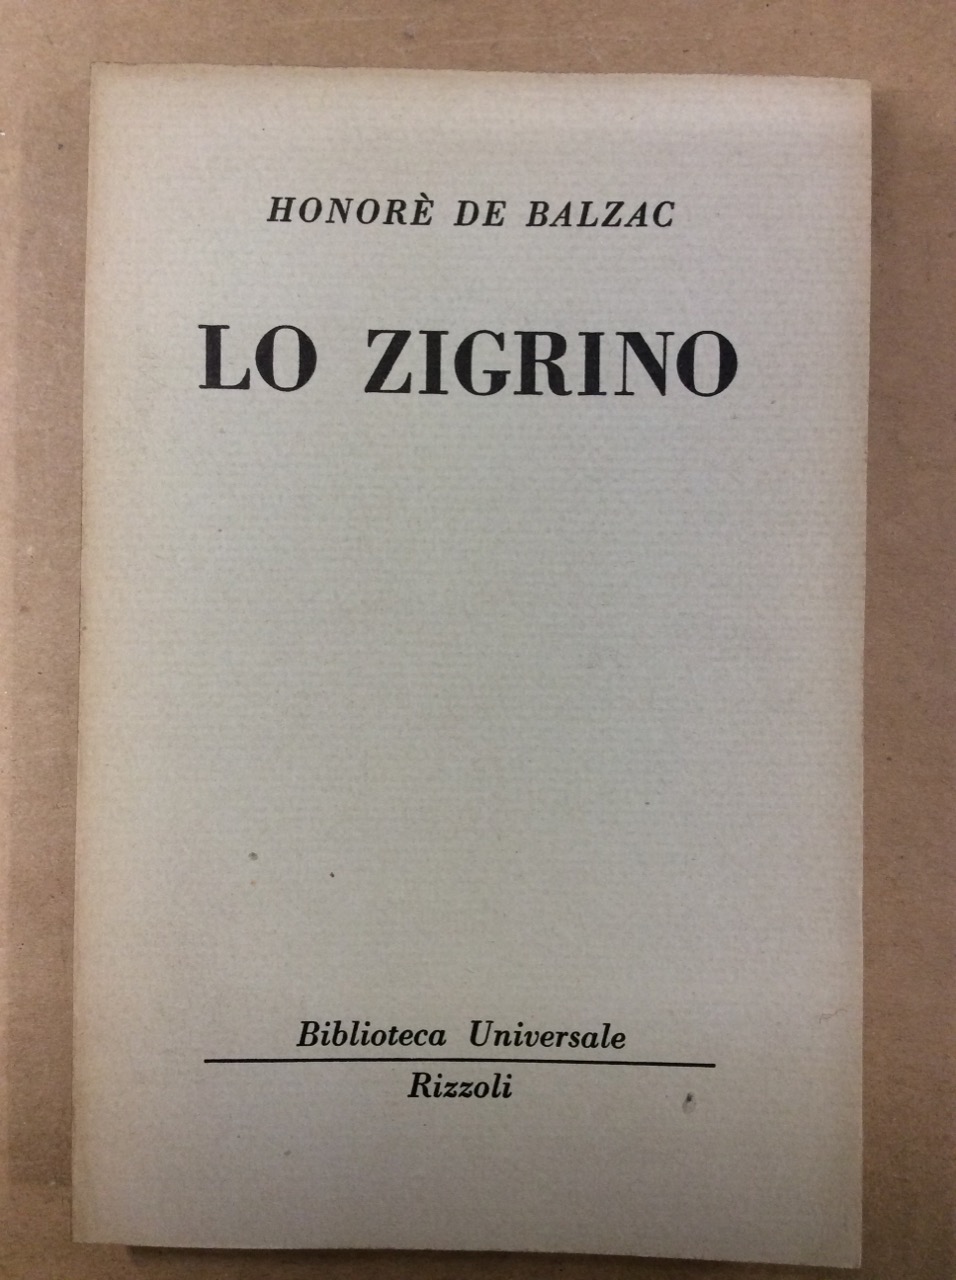 HONORÈ DE BALZAC
LO ZIGRINO
Biblioteca Universale
Rizzoli